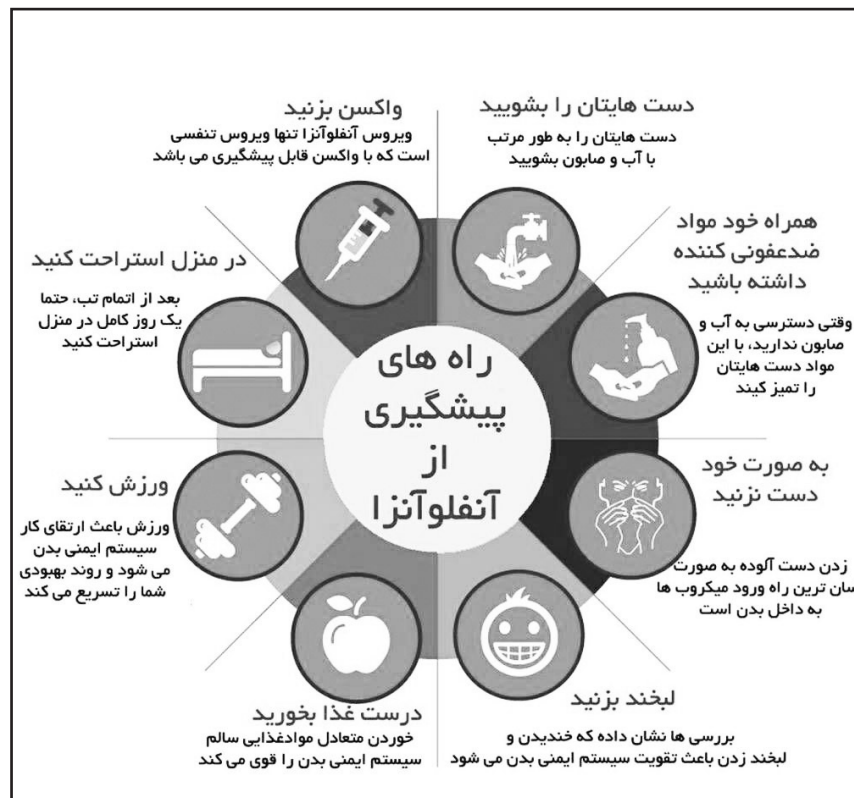 راه های
پیشگیری
از
آنفلوآنزا
دست هایتان را بشویید
دست هایتان را به طور مرتب
با آب و صابون بشویید
همراه خود مواد
ضدعفونی کننده
داشته باشید
وقتی دسترسی به آب و
صابون ندارید، با این
مواد دست هایتان
را تمیز کیند
به صورت خود
دست نزنید
زدن دست آلوده به صورت
ترین راه ورود میکروب ها
به داخل بدن است
لبخند بزنید
بررسی ها نشان داده که خندیدن و
لبخند زدن باعث تقویت سیستم ایمنی بدن می شود
درست غذا بخورید
خوردن متعادل موادغذایی سالم
سیستم ایمنی بدن را قوی می کند
ورزش کنید
ورزش باعث ارتقای کار
سیستم ایمنی بدن
می شود و روند بهبودی
شما را تسریع می کند
در منزل استراحت کنید
بعد از اتمام تب، حتما
یک روز کامل در منزل
استراحت کنید
واکسن بزنید
ویروس آنفلوآنزا تنها ویروس تنفسی
است که با واکسن قابل پیشگیری می باشد